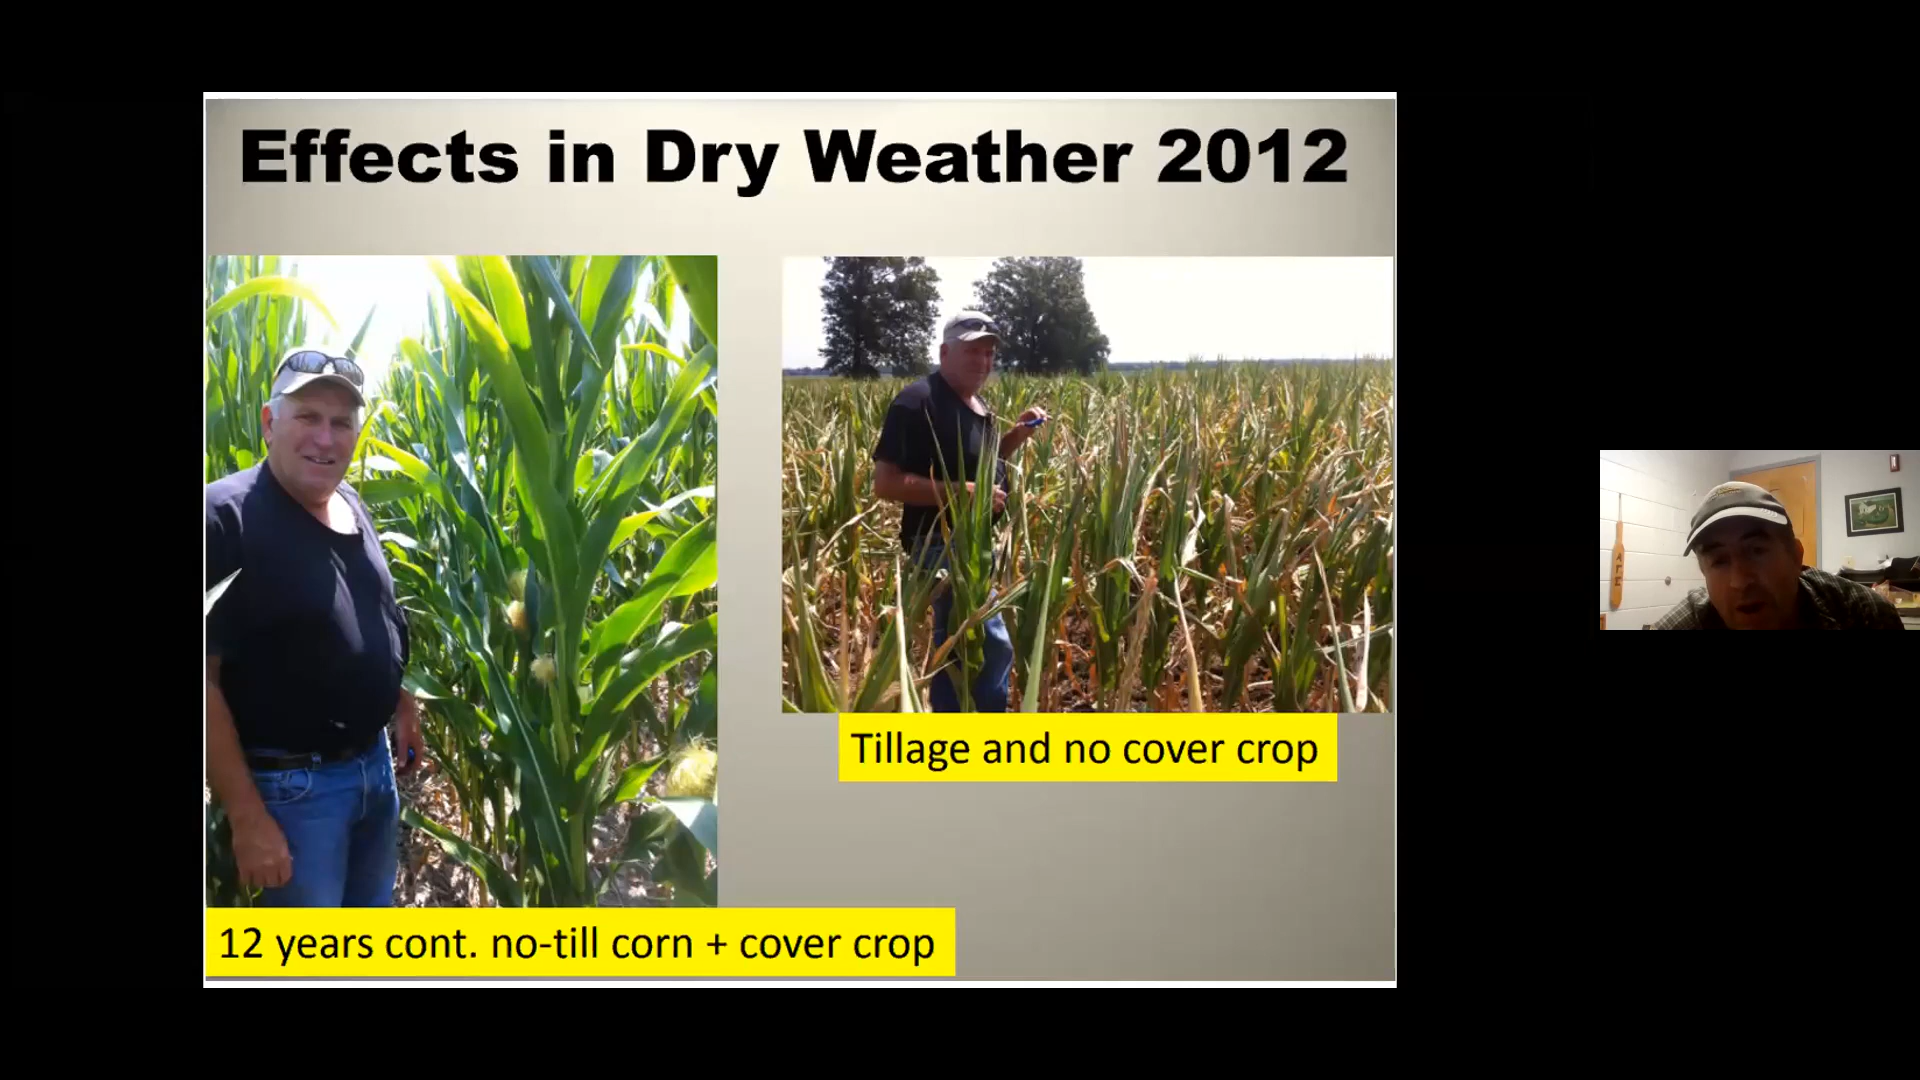 Effects in Dry Weather 2012
Tillage and no cover crop
12 years cont. no-till corn + cover crop